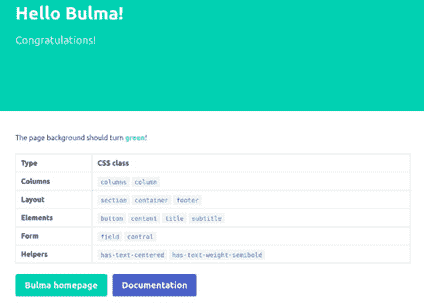 Hello Bulma!
Congratulations!
The page background should turn green!
Type CSS class
Columns columns column
Layout section container footer
Elements button content title subtitle
Form field control
Helpers has-text-centered has-text-weight-semibold
Bulma homepage Documentation